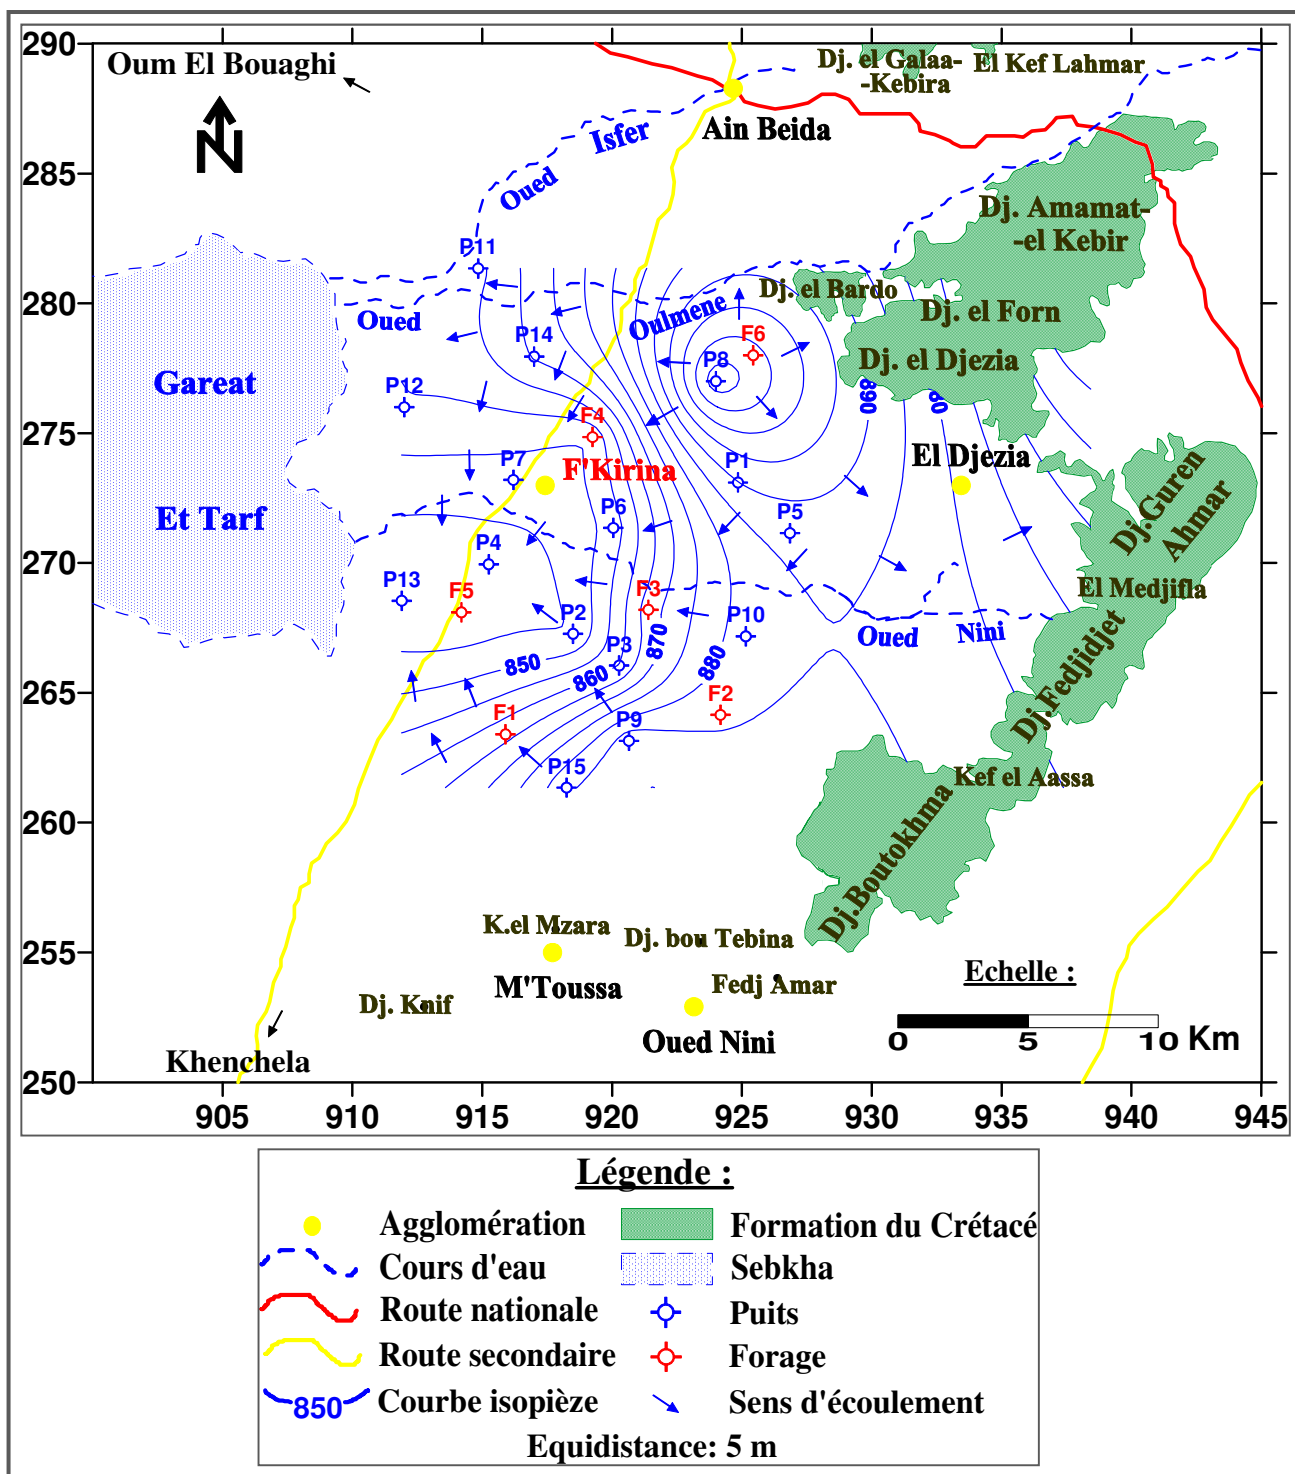 290
Oum El Bouaghi
Dj. el Galaa-
-Kebira
El Kef Lahmar
N
Ain Beida
Oued Isfer
285
Dj. Amamat-
-el Kebir
P11
280
Dj. el Bardo
Oued
Oulmene
Dj. el Forn
P14
F6
P8
Dj. el Djezia
Gareat
P12
890
F4
275
P7
F'Kirina
P1
El Djezia
Dj.Guren
Ahmar
Et Tarf
P6
P5
270
P4
P13
F5
F3
El Medjifla
P2
P10
Oued
Nini
850
P3
870
880
Dj.Fedjidjet
265
860
F2
F1
P9
P15
Kef el Aassa
260
Dj.Boutokhma
K.el Mzara
Dj. bou Tebina
255
M'Toussa
Fedj Amar
Echelle :
Dj. Knif
Oued Nini
0 5 10 Km
Khenchela
250
905 910 915 920 925 930 935 940 945
Légende :
Agglomération
Formation du Crétacé
Cours d'eau
Sebkha
Route nationale
Puits
Route secondaire
Forage
850
Courbe isopièze
Sens d'écoulement
Equidistance: 5 m